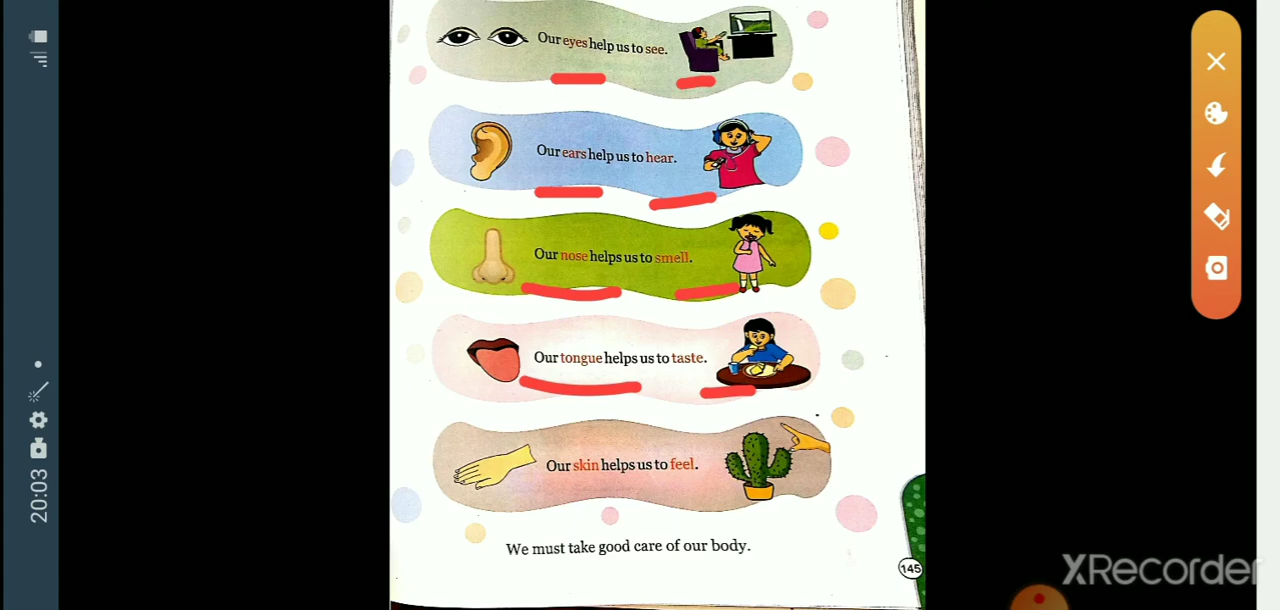 Our eyes help us to see.
Our ears help us to hear.
Our nose helps us to smell.
Our tongue helps us to taste.
Our skin helps us to feel.
We must take good care of our body.
145
20:03
XRecorder